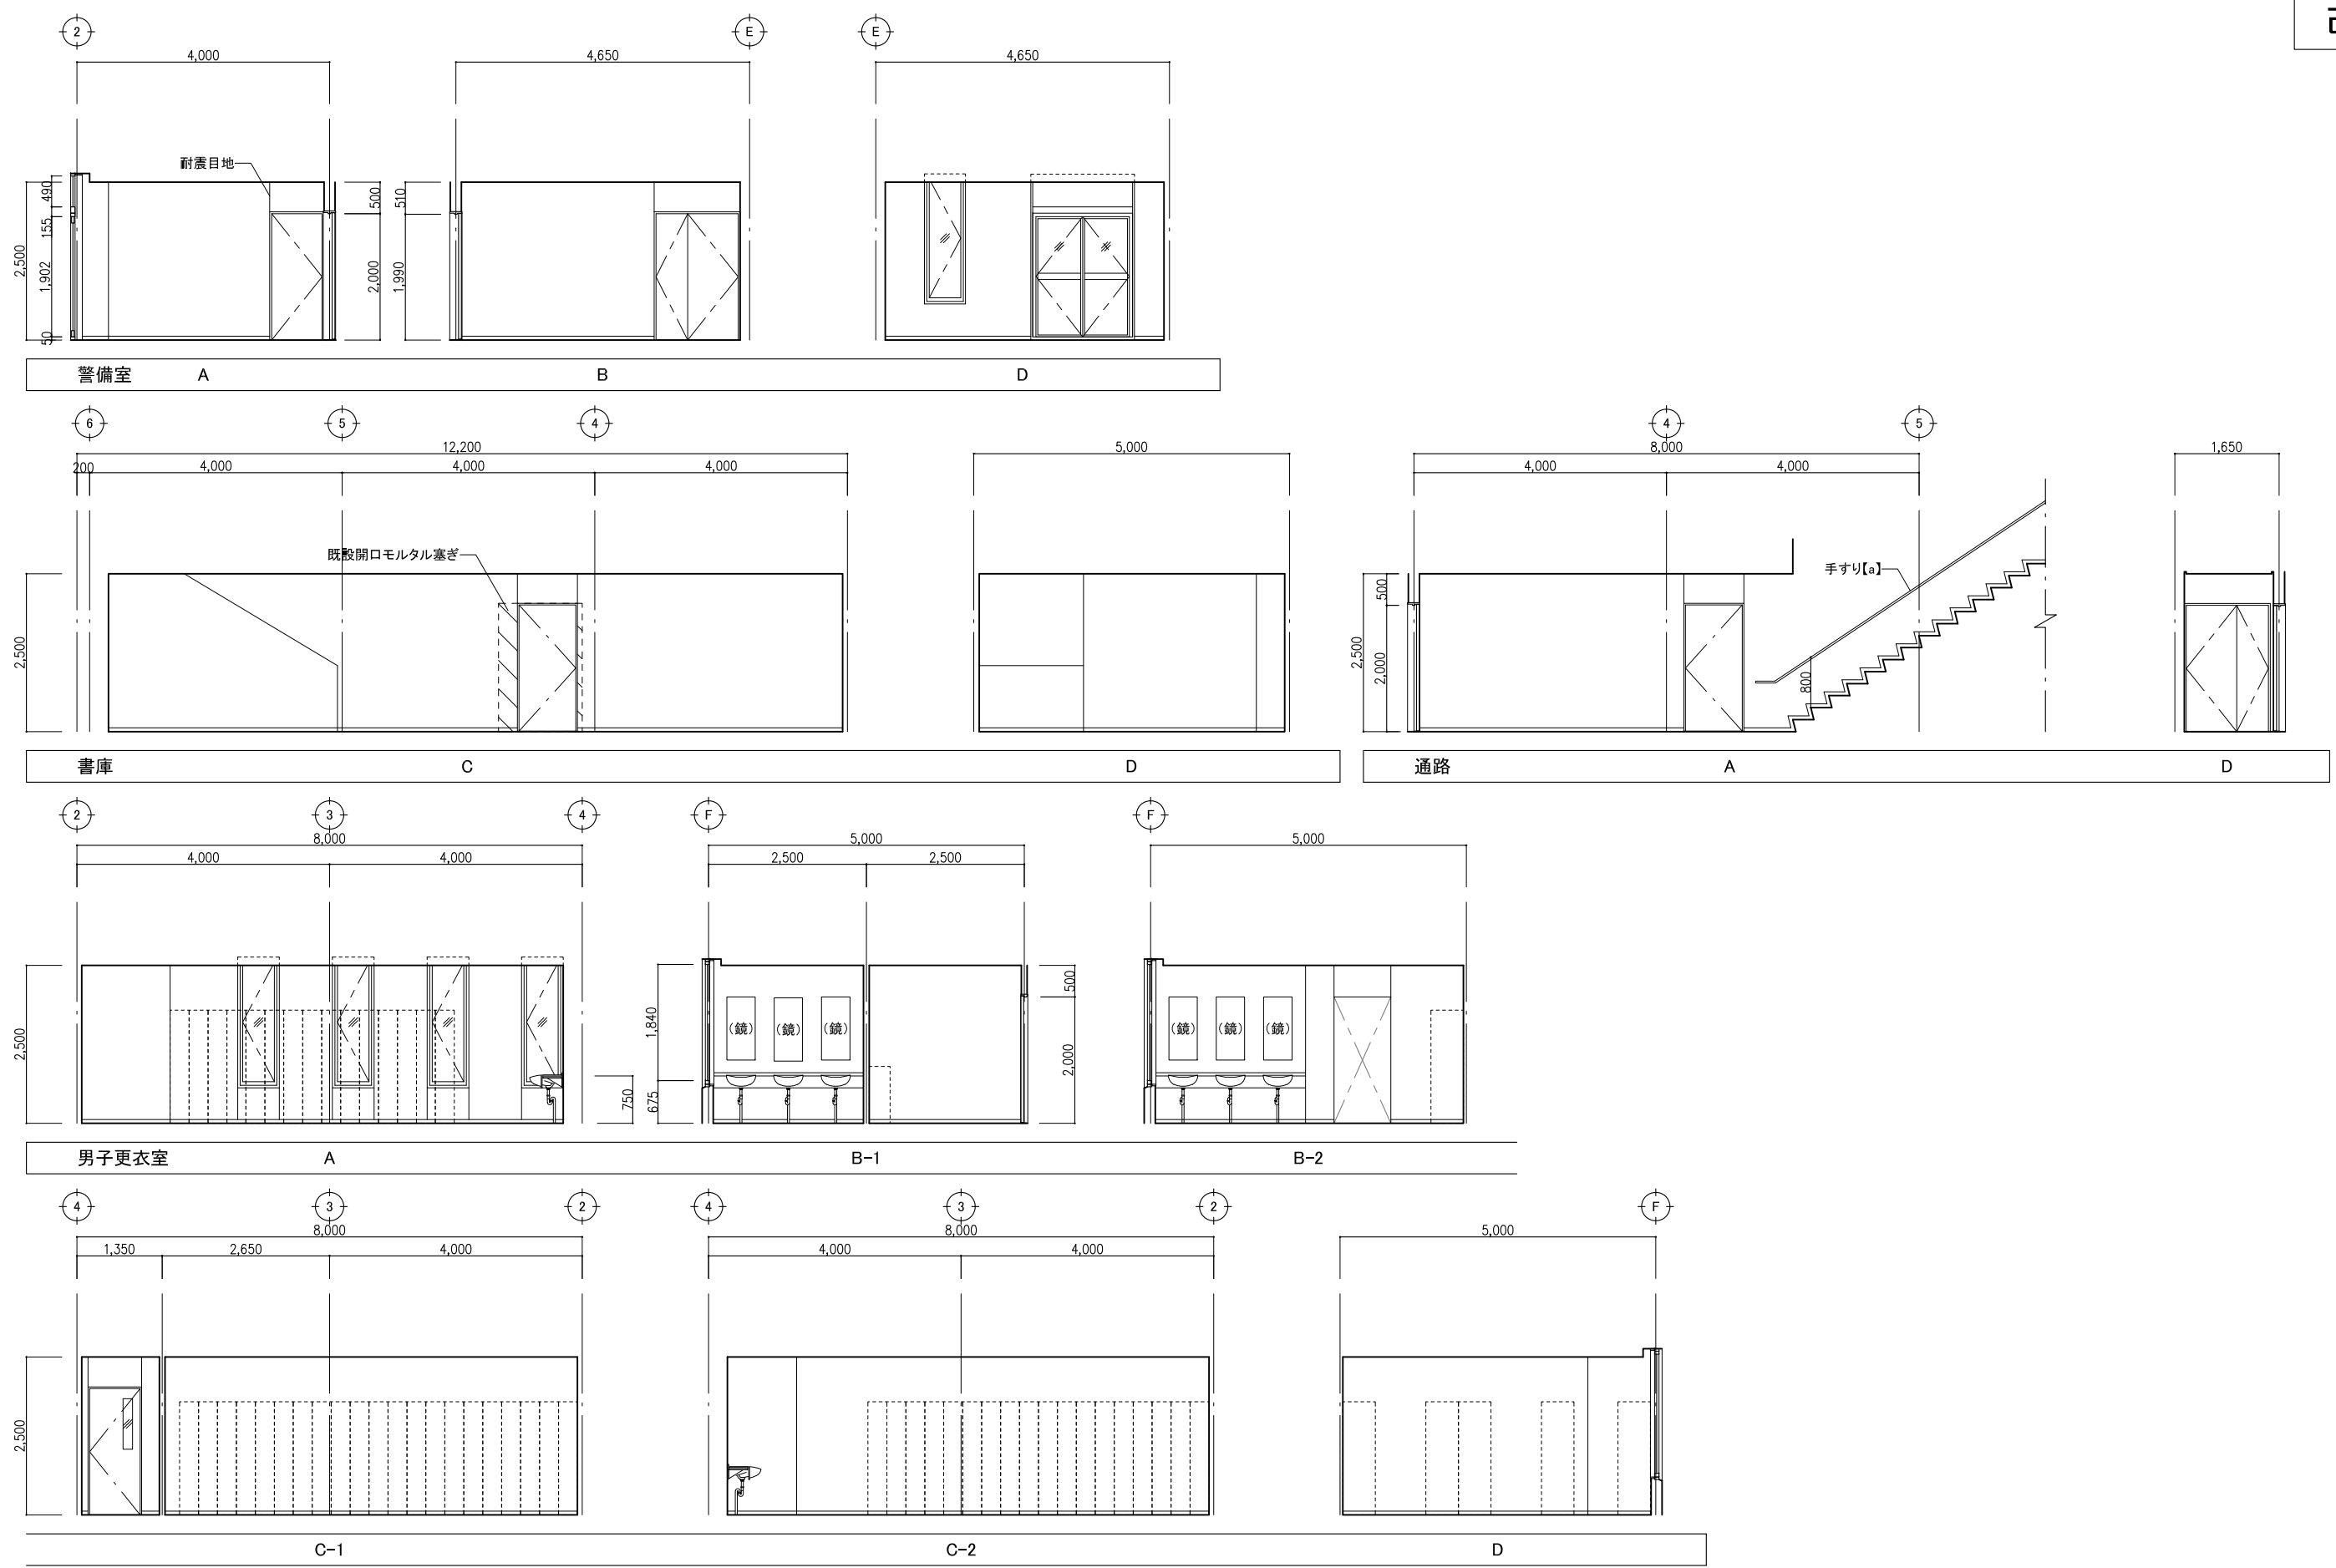 2
E
E
4,000
4,650
4,650
耐震目地
490
155
1,902
50
2,500
500
2,000
510
1,990
警備室
A
B
D
6
5
4
12,200
200
4,000
4,000
4,000
5,000
既設開口モルタル塞ぎ
2,500
書庫
C
D
4
5
8,000
4,000
4,000
1,650
手すり【a】
800
500
2,500
2,000
通路
A
D
2
3
4
F
F
8,000
4,000
4,000
5,000
2,500
2,500
5,000
2,500
750
1,840
675
500
2,000
(鏡)
(鏡)
(鏡)
(鏡)
(鏡)
(鏡)
男子更衣室
A
B-1
B-2
4
3
2
4
3
2
F
8,000
1,350
2,650
4,000
8,000
4,000
4,000
5,000
2,500
C-1
C-2
D